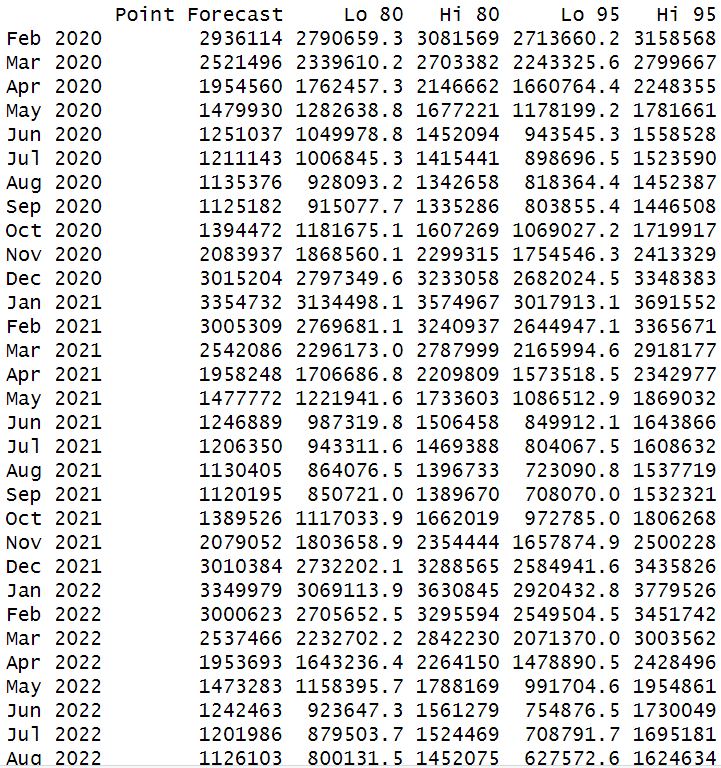 Point Forecast Lo 80 Hi 80 Lo 95 Hi 95
Feb 2020 2936114 2790659.3 3081569 2713660.2 3158568
Mar 2020 2521496 2339610.2 2703382 2243325.6 2799667
Apr 2020 1954560 1762457.3 2146662 1660764.4 2248355
May 2020 1479930 1282638.8 1677221 1178199.2 1781661
Jun 2020 1251037 1049978.8 1452094 943545.3 1558528
Jul 2020 1211143 1006845.3 1415441 898696.5 1523590
Aug 2020 1135376 928093.2 1342658 818364.4 1452387
Sep 2020 1125182 915077.7 1335286 803855.4 1446508
Oct 2020 1394472 1181675.1 1607269 1069027.2 1719917
Nov 2020 2083937 1868560.1 2299315 1754546.3 2413329
Dec 2020 3015204 2797349.6 3233058 2682024.5 3348383
Jan 2021 3354732 3134498.1 3574967 3017913.1 3691552
Feb 2021 3005309 2769681.1 3240937 2644947.1 3365671
Mar 2021 2542086 2296173.0 2787999 2165994.6 2918177
Apr 2021 1958248 1706686.8 2209809 1573518.5 2342977
May 2021 1477772 1221941.6 1733603 1086512.9 1869032
Jun 2021 1246889 987319.8 1506458 849912.1 1643866
Jul 2021 1206350 943311.6 1469388 804067.5 1608632
Aug 2021 1130405 864076.5 1396733 723090.8 1537719
Sep 2021 1120195 850721.0 1389670 708070.0 1532321
Oct 2021 1389526 1117033.9 1662019 972785.0 1806268
Nov 2021 2079052 1803658.9 2354444 1657874.9 2500228
Dec 2021 3010384 2732202.1 3288565 2584941.6 3435826
Jan 2022 3349979 3069113.9 3630845 2920432.8 3779526
Feb 2022 3000623 2705652.5 3295594 2549504.5 3451742
Mar 2022 2537466 2232702.2 2842230 2071370.0 3003562
Apr 2022 1953693 1643236.4 2264150 1478890.5 2428496
May 2022 1473283 1158395.7 1788169 991704.6 1954861
Jun 2022 1242463 923647.3 1561279 754876.5 1730049
Jul 2022 1201986 879503.7 1524469 708791.7 1695181
Aug 2022 1126103 800131.5 1452075 627572.6 1624634